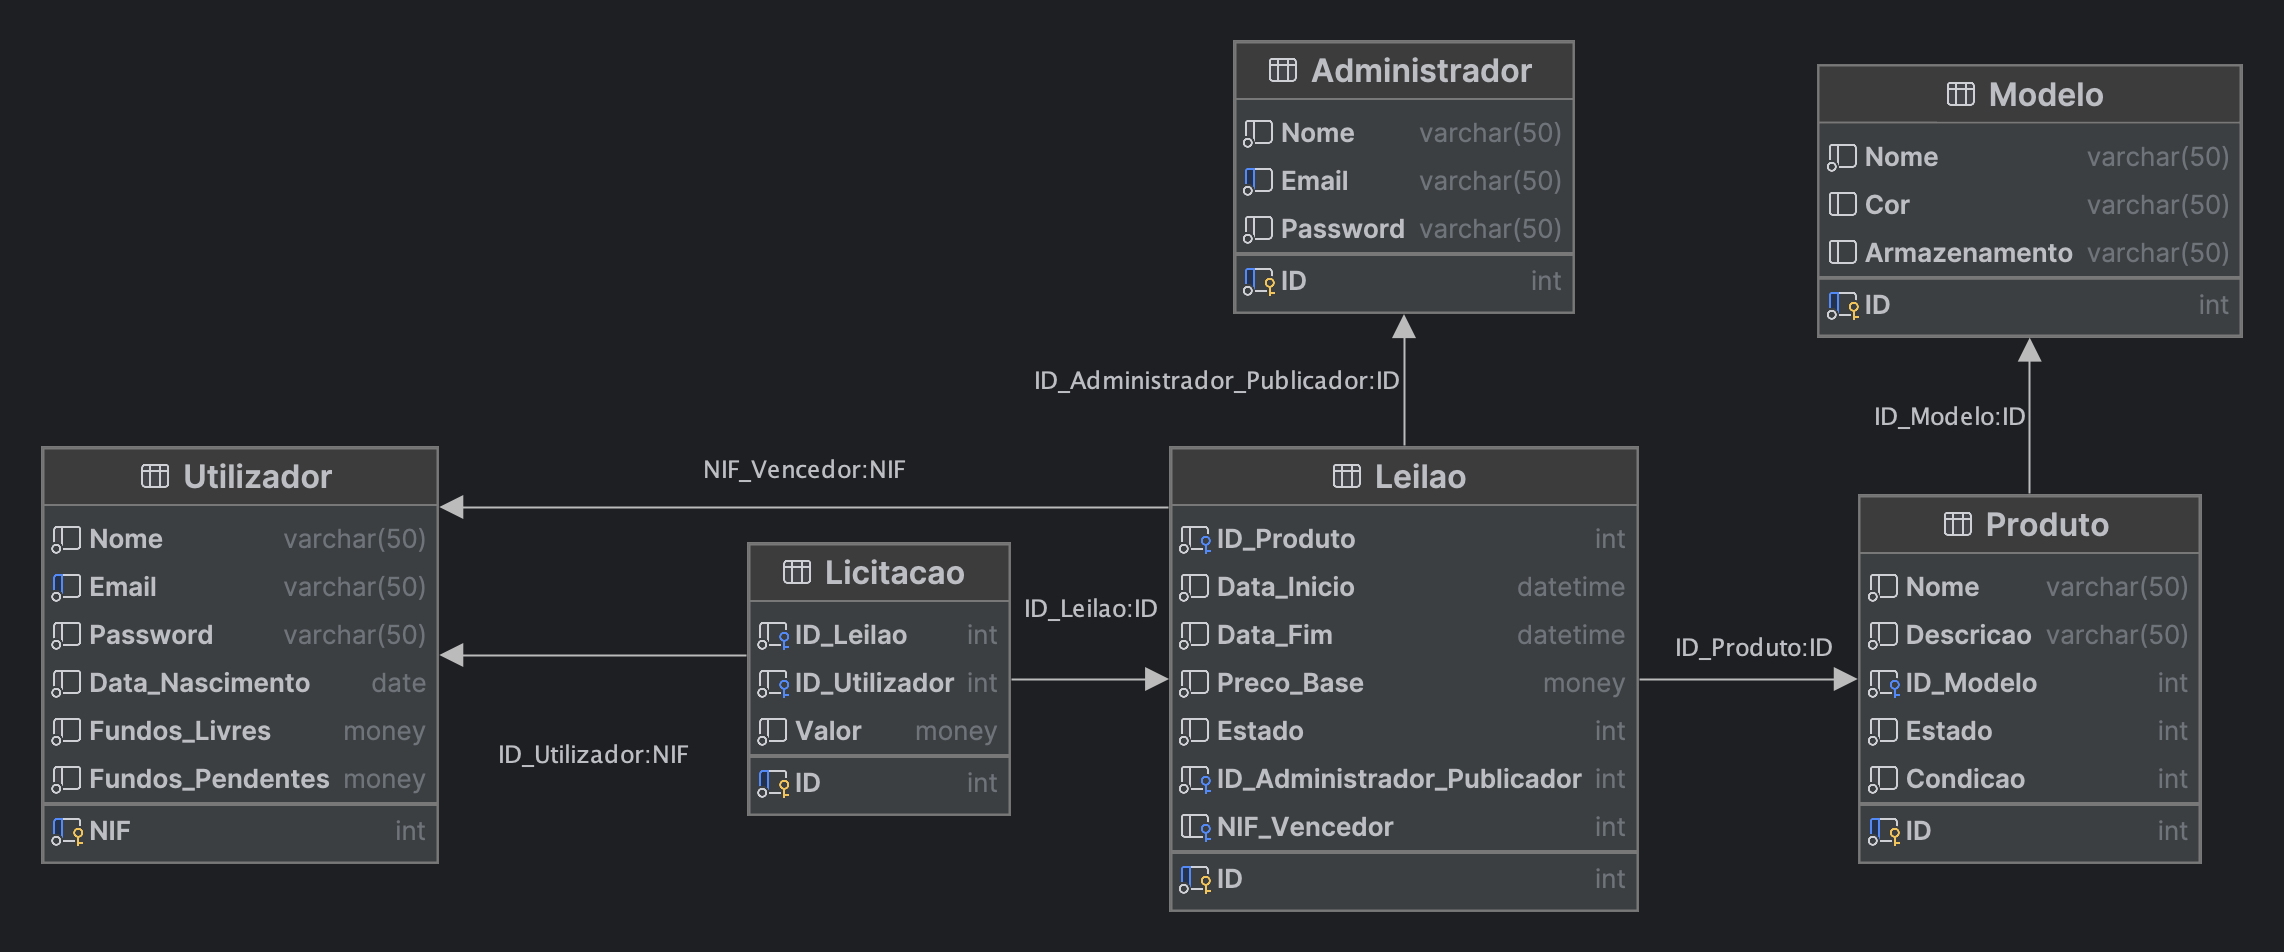 Administrador
Nome varchar(50)
Email varchar(50)
Password varchar(50)
ID int
Modelo
Nome varchar(50)
Cor varchar(50)
Armazenamento varchar(50)
ID int
ID_Administrador_Publicador:ID
ID_Modelo:ID
Utilizador
Nome varchar(50)
Email varchar(50)
Password varchar(50)
Data_Nascimento date
Fundos_Livres money
Fundos_Pendentes money
NIF int
NIF_Vencedor:NIF
ID_Utilizador:NIF
Licitacao
ID_Leilao int
ID_Utilizador int
Valor money
ID int
ID_Leilao:ID
Leilao
ID_Produto int
Data_Inicio datetime
Data_Fim datetime
Preco_Base money
Estado int
ID_Administrador_Publicador int
NIF_Vencedor int
ID int
ID_Produto:ID
Produto
Nome varchar(50)
Descricao varchar(50)
ID_Modelo int
Estado int
Condicao int
ID int